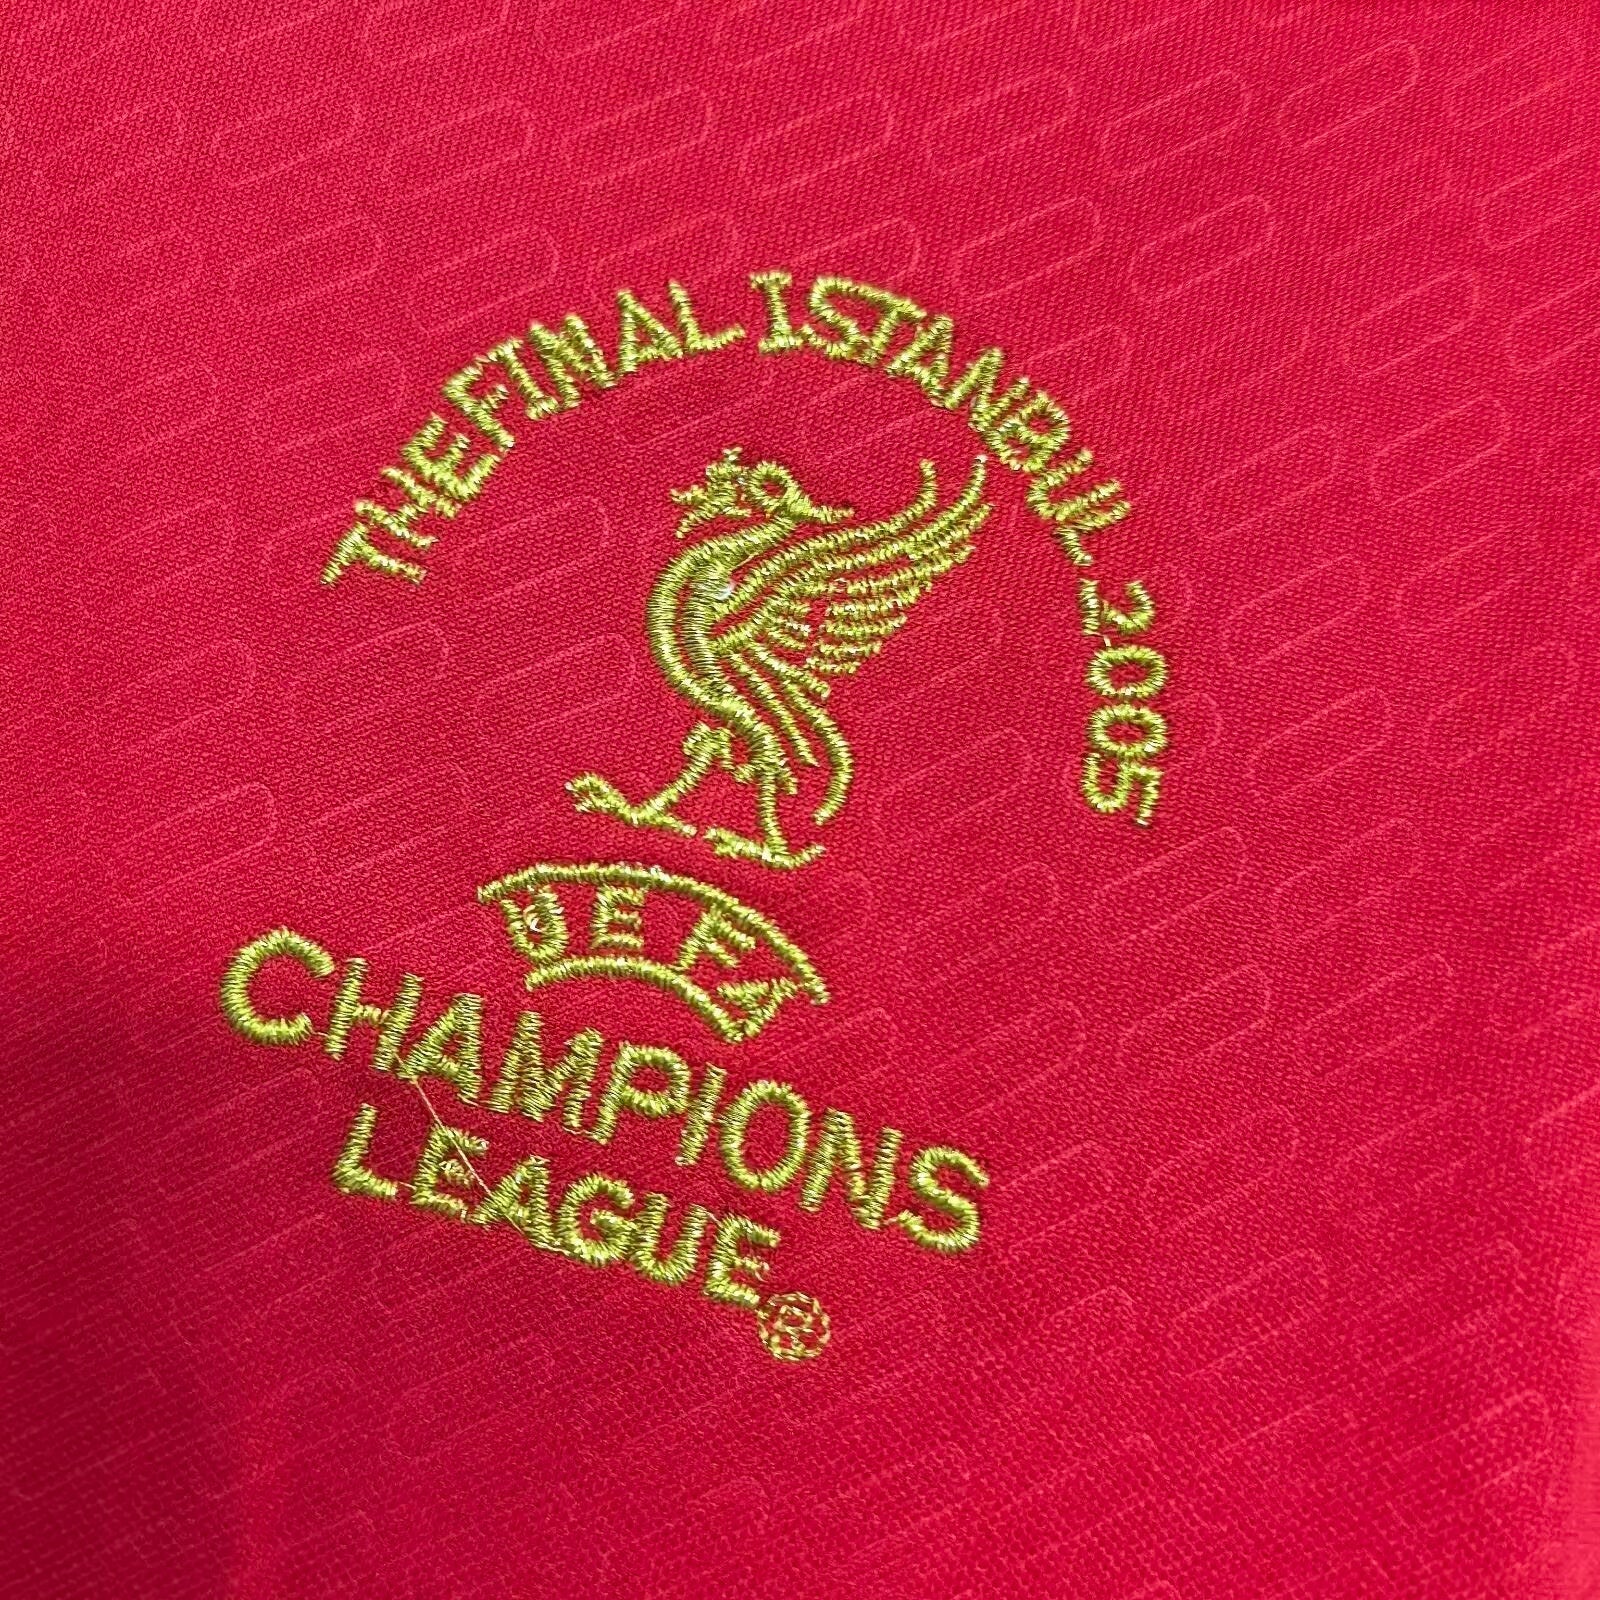 THE FINAL ISTANBUL 2005
UEFA
CHAMPIONS
LEAGUE®